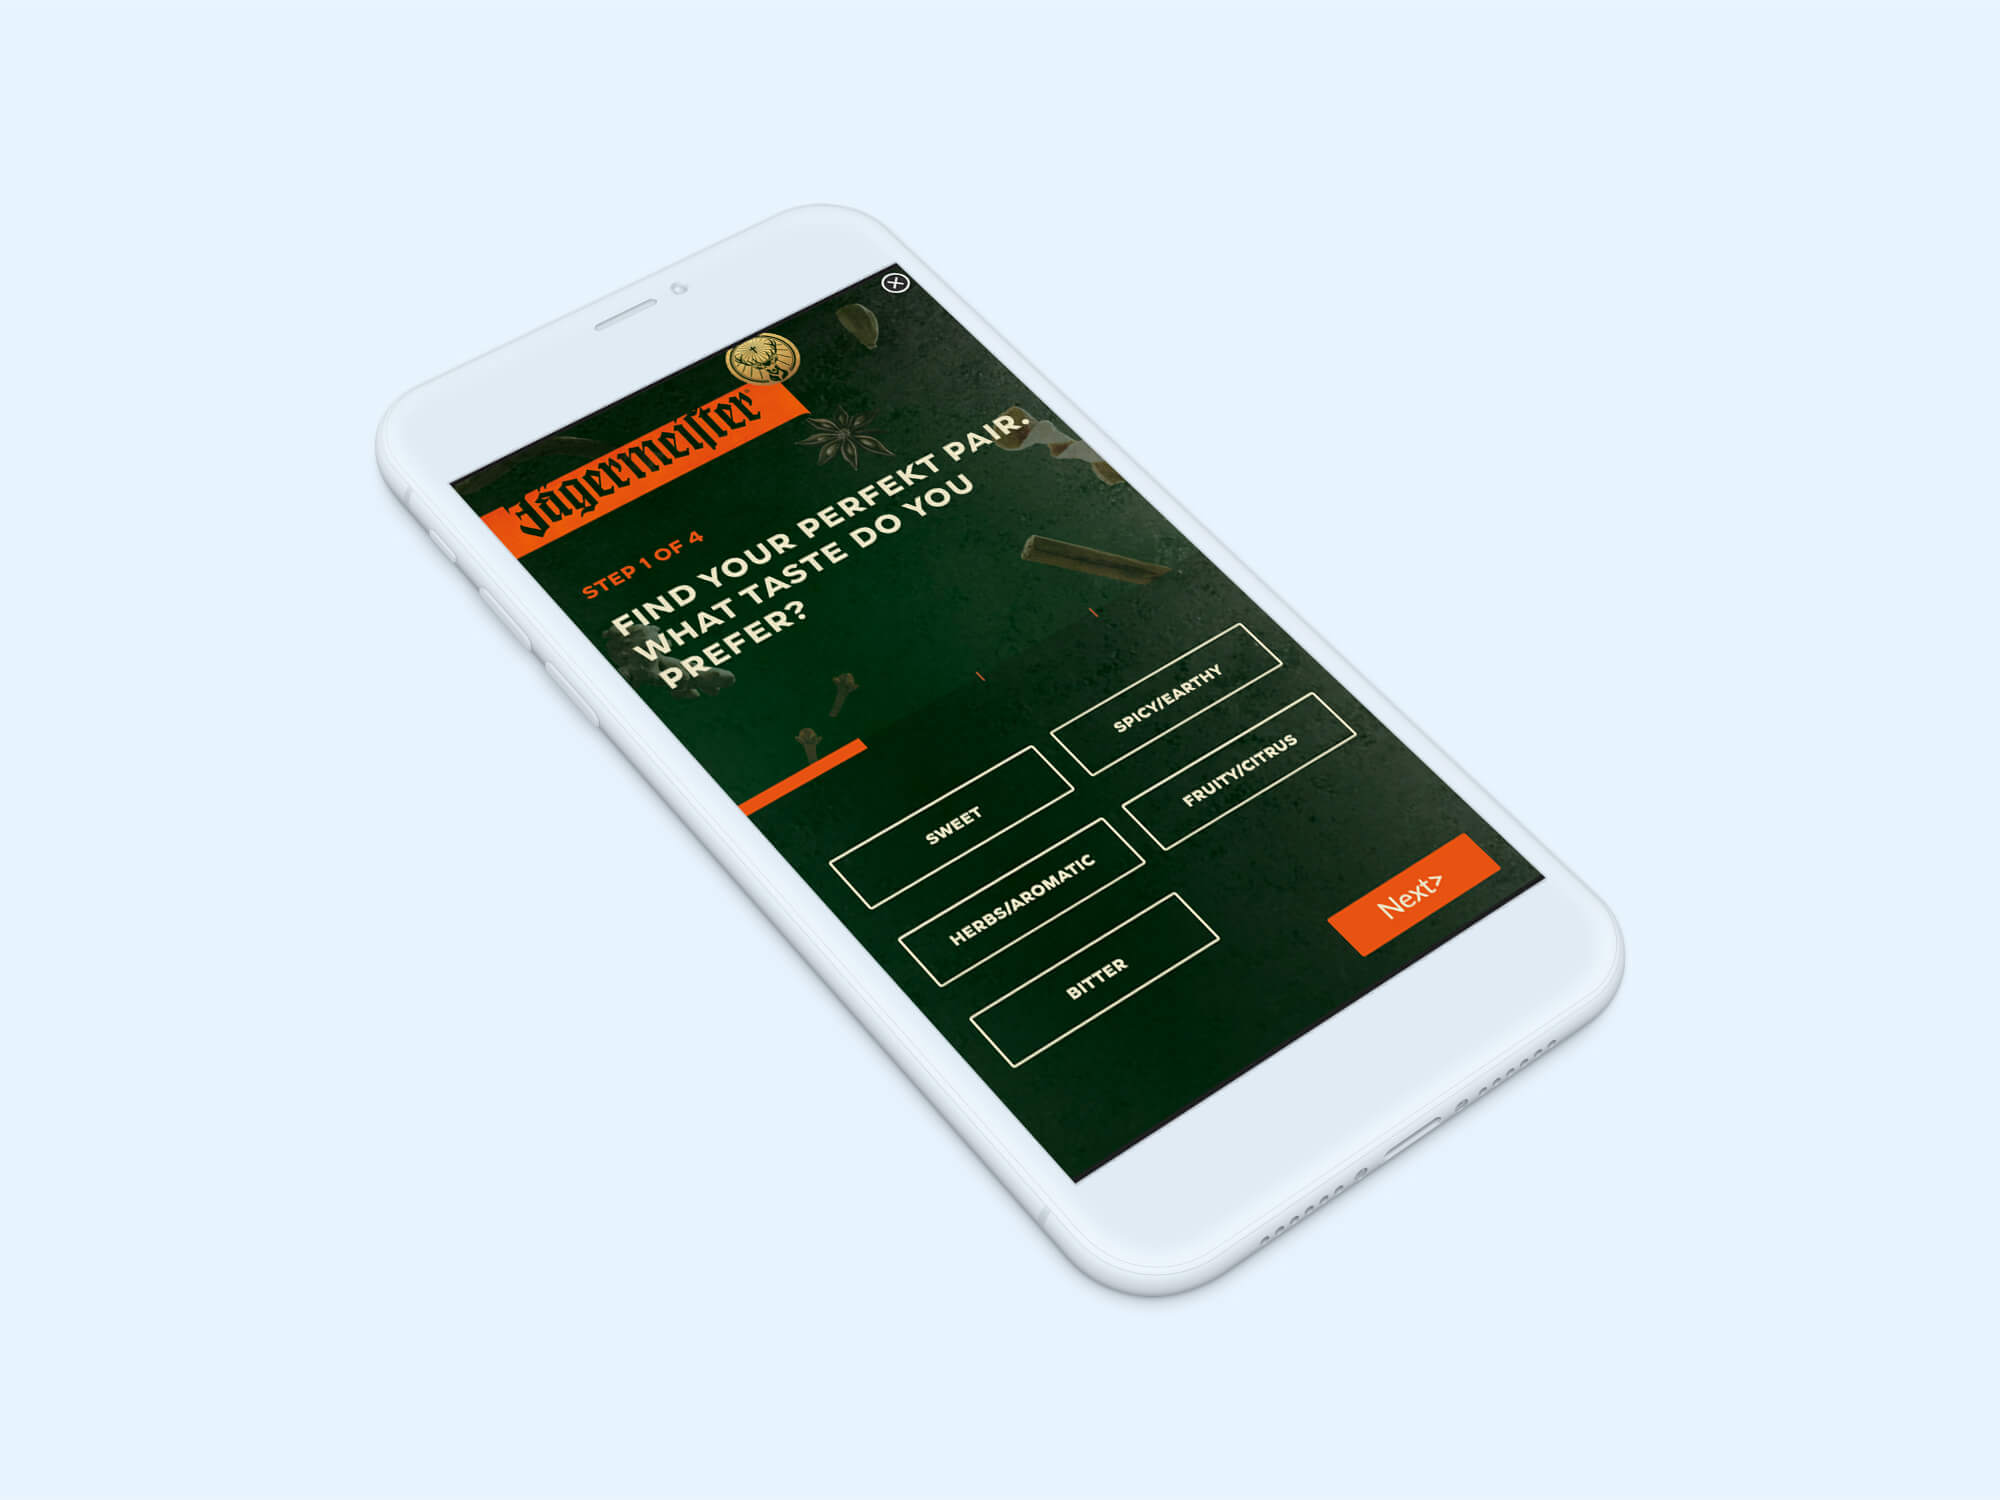 Jägermeister
STEP 1 OF 4
FIND YOUR PERFEKT PAIR.
WHAT TASTE DO YOU
PREFER?
SWEET
SPICY/EARTHY
HERBS/AROMATIC
FRUITY/CITRUS
BITTER
Next>